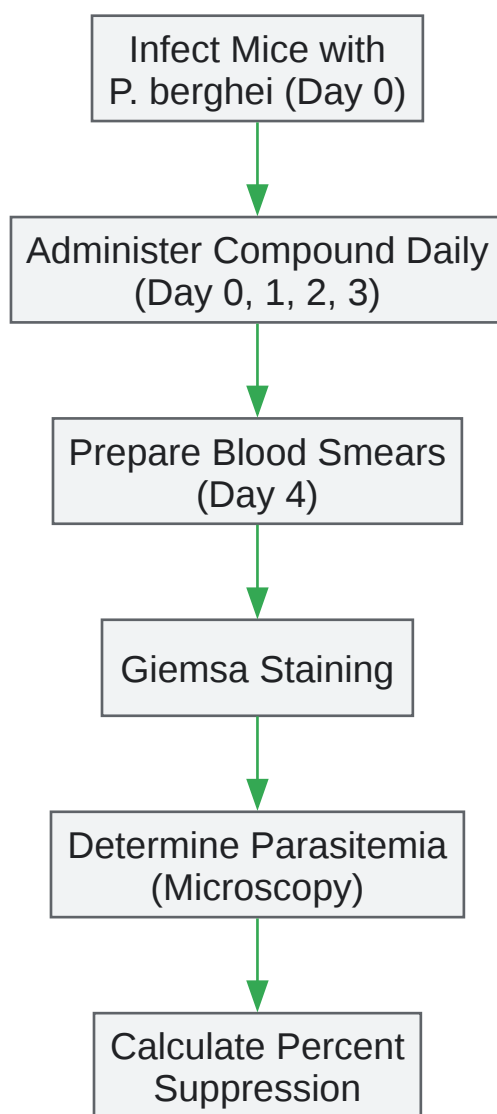 Infect Mice with
P. berghei (Day 0)
Administer Compound Daily
(Day 0, 1, 2, 3)
Prepare Blood Smears
(Day 4)
Giemsa Staining
Determine Parasitemia
(Microscopy)
Calculate Percent
Suppression